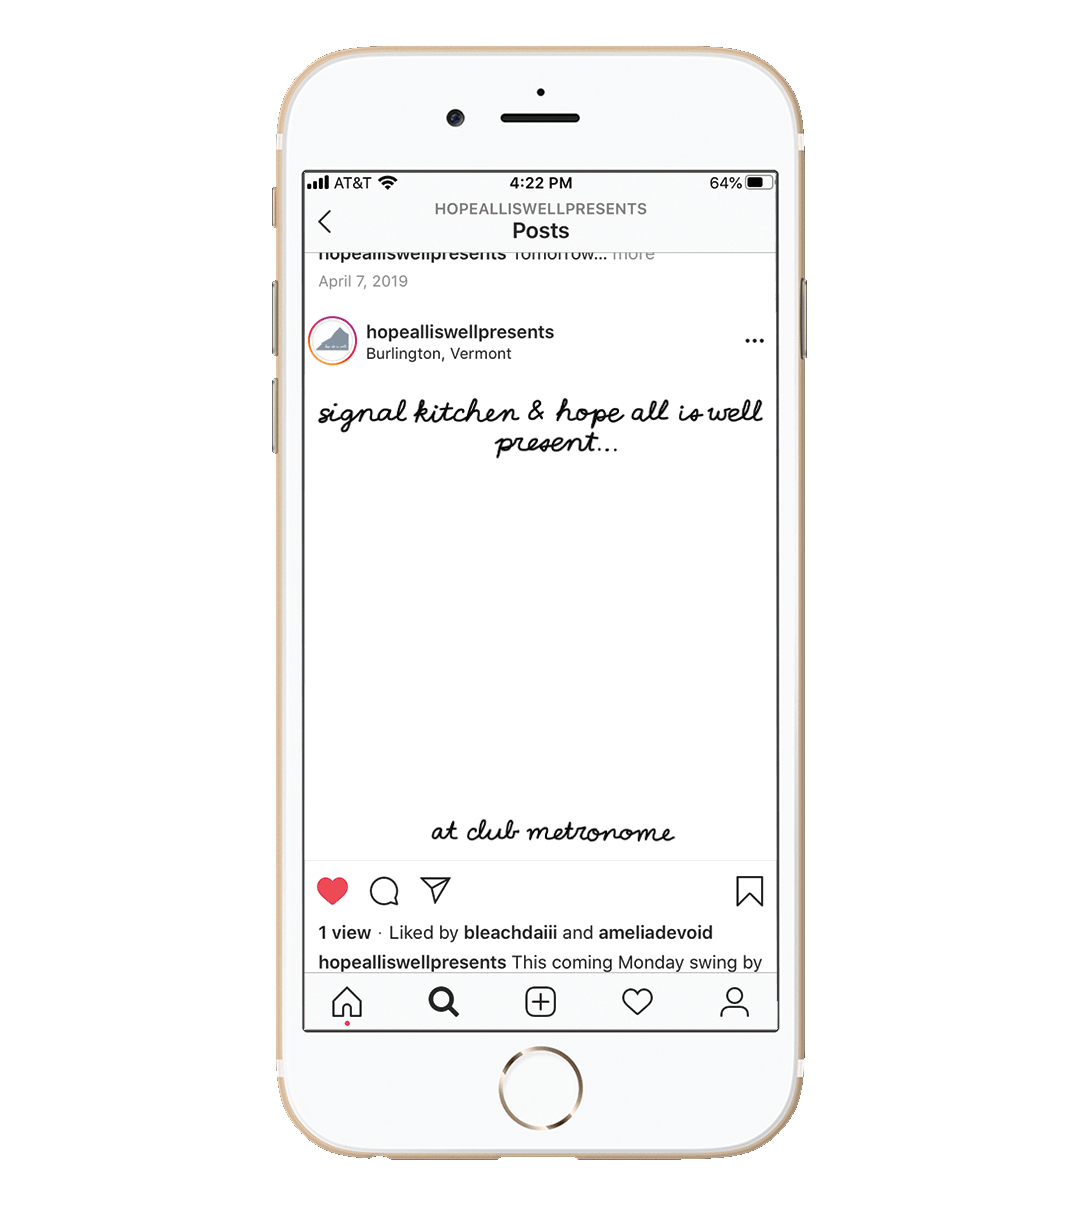 AT&T 4:22 PM 64%
HOPEALLISWELLPRESENTS
Posts
hopealliswellpresents Tomorrow... more
April 7, 2019
hopealliswellpresents
Burlington, Vermont
signal kitchen & hope all is well
present...
at club metronome
1 view · Liked by bleachdaiii and ameliadevoid
hopealliswellpresents This coming Monday swing by